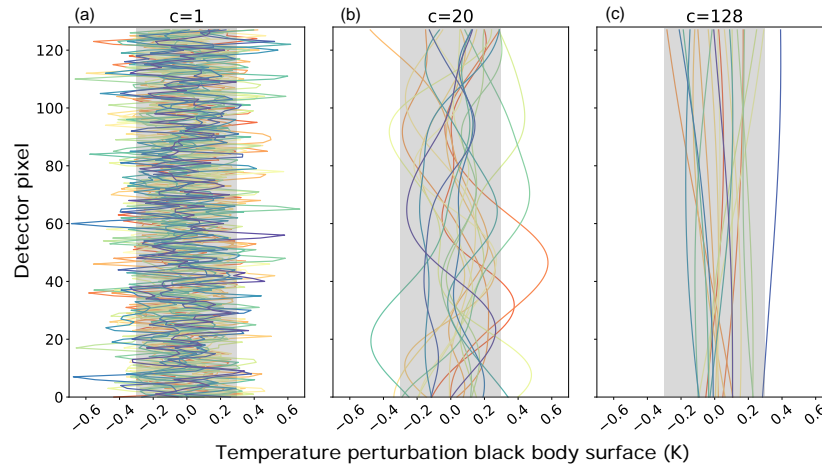 (a) c=1
(b) c=20
(c) c=128
Detector pixel
120
100
80
60
40
20
0
−0.6 −0.4 −0.2 0.0 0.2 0.4 0.6
−0.6 −0.4 −0.2 0.0 0.2 0.4 0.6
−0.6 −0.4 −0.2 0.0 0.2 0.4 0.6
Temperature perturbation black body surface (K)